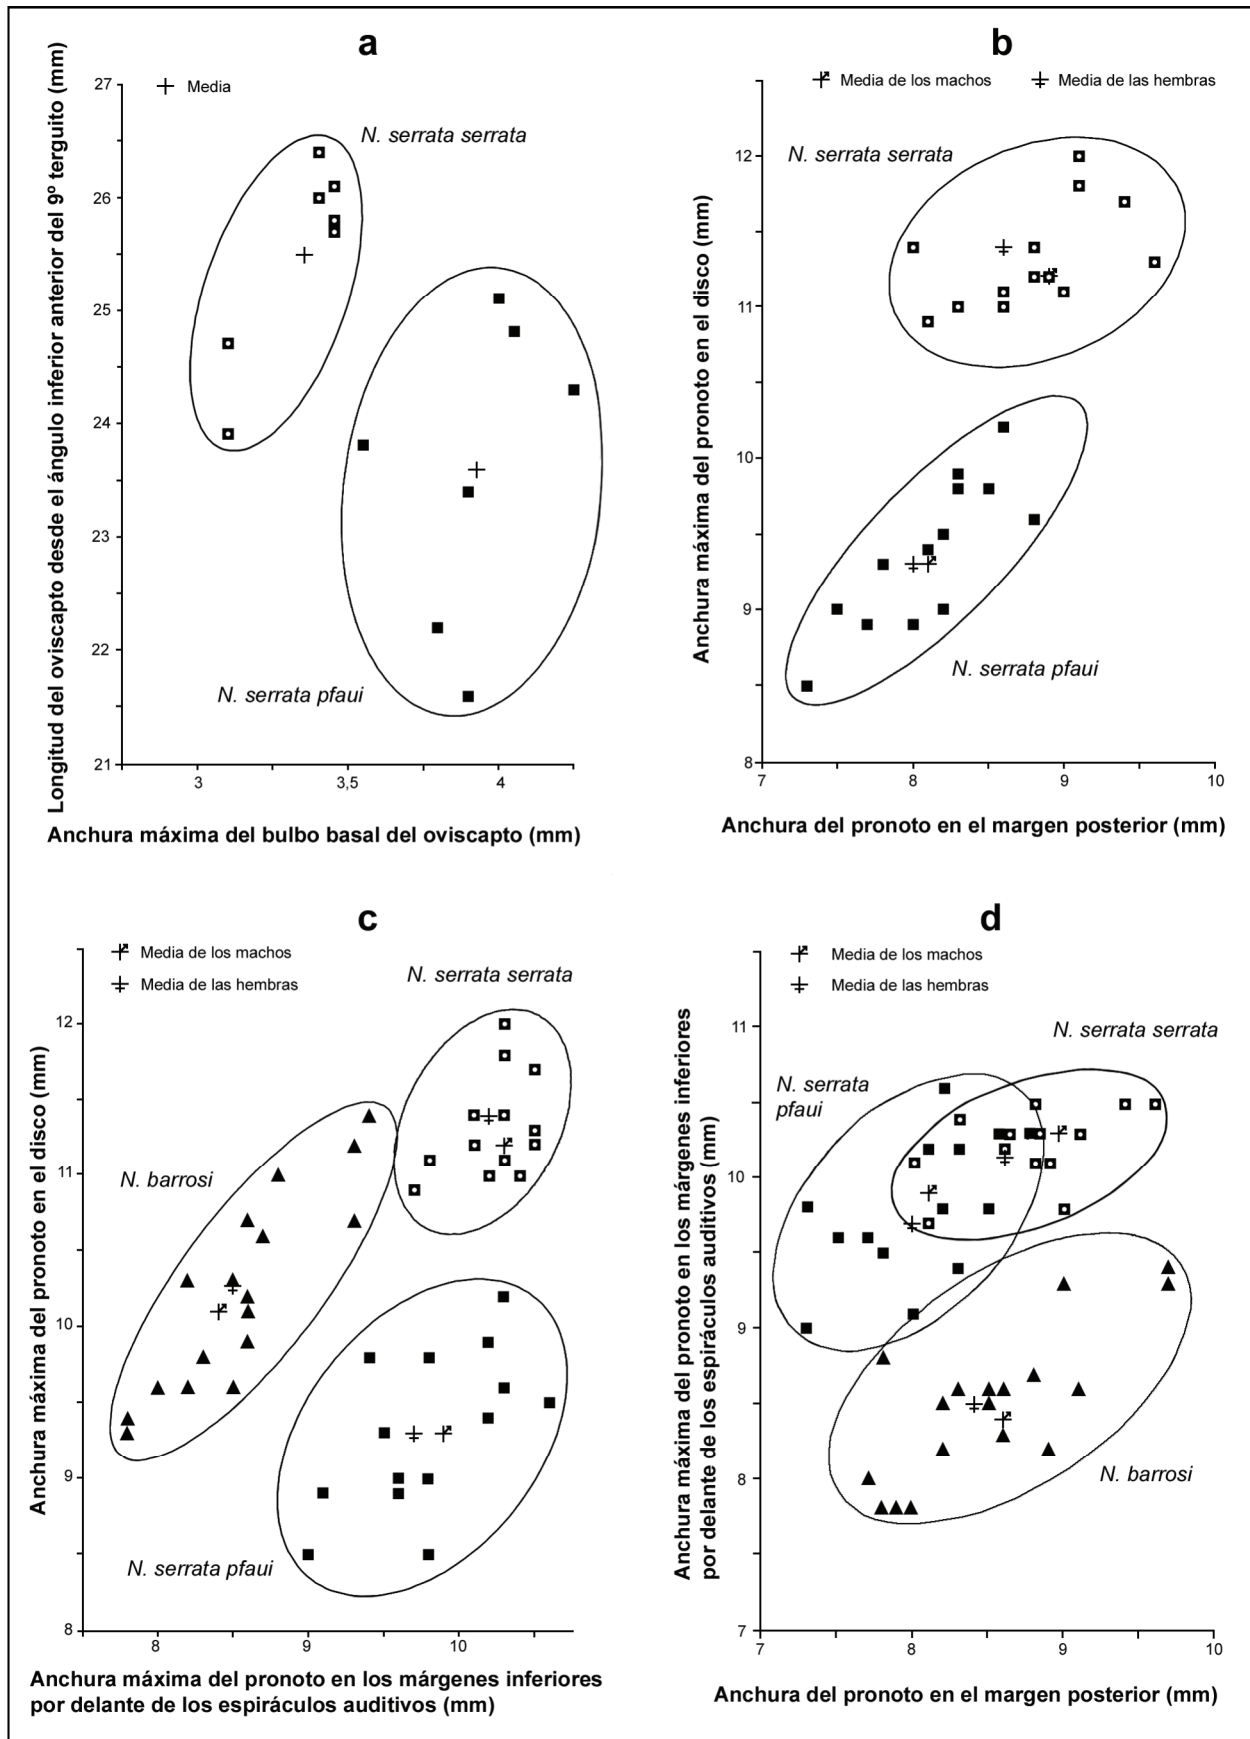 a
Longitud del oviscapto desde el ángulo inferior anterior del 9º terguito (mm)
Media
N. serrata serrata
N. serrata pfaui
27
26
25
24
23
22
21
3
3,5
4
Anchura máxima del bulbo basal del oviscapto (mm)
b
Anchura máxima del pronoto en el disco (mm)
Media de los machos
Media de las hembras
N. serrata serrata
N. serrata pfaui
12
11
10
9
8
7
8
9
10
Anchura del pronoto en el margen posterior (mm)
c
Anchura máxima del pronoto en el disco (mm)
Media de los machos
Media de las hembras
N. serrata serrata
N. barrosi
N. serrata pfaui
12
11
10
9
8
8
9
10
Anchura máxima del pronoto en los márgenes inferiores
por delante de los espiráculos auditivos (mm)
d
Anchura máxima del pronoto en los márgenes inferiores
por delante de los espiráculos auditivos (mm)
Media de los machos
Media de las hembras
N. serrata serrata
N. serrata
pfaui
N. barrosi
11
10
9
8
7
7
8
9
10
Anchura del pronoto en el margen posterior (mm)